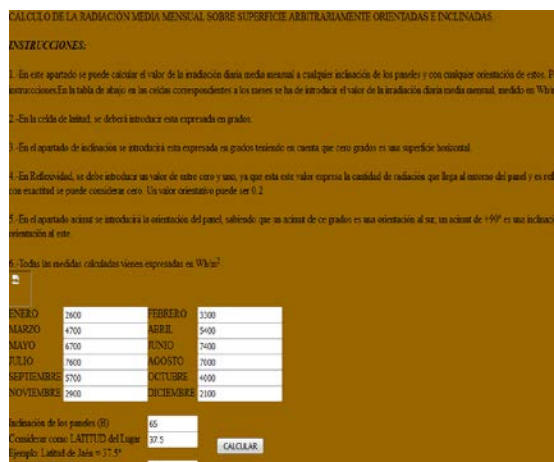 CALCULO DE LA RADIACIÓN MEDIA MENSUAL SOBRE SUPERFICIE ARBITRARIAMENTE ORIENTADAS E INCLINADAS.
INSTRUCCIONES:
1.-En este apartado se puede calcular el valor de la irradiación diaria media mensual a cualquier inclinación de los paneles y con cualquier orientación de estos. P
instrucciones:En la tabla de abajo en las celdas correspondientes a los meses se ha de introducir el valor de la irradiación diaria media mensual, medido en Wh/m
2.-En la celda de latitud, se deberá introducir esta expresada en grados.
3.-En el apartado de inclinación se introducirá esta expresada en grados teniendo en cuenta que cero grados es una superficie horizontal.
4.-En Reflexividad, se debe introducir un valor de entre cero y uno, ya que esta este valor expresa la cantidad de radiación que llega al entorno del panel y es refl
con exactitud se puede considerar cero. Un valor orientativo puede ser 0.2
5.-En el apartado acimut se introducirá la orientación del panel, sabiendo que un acimut de ce grados es una orientación al sur, un acimut de +90º es una inclinac
orientación al este.
6.-Todas las medidas calculadas vienen expresadas en Wh/m2
ENERO 2600 FEBRERO 3300
MARZO 4700 ABRIL 5400
MAYO 6700 JUNIO 7400
JULIO 7600 AGOSTO 7000
SEPTIEMBRE 5700 OCTUBRE 4000
NOVIEMBRE 2900 DICIEMBRE 2100
Inclinación de los paneles (B) 65
Considerar como LATITUD del Lugar 37.5 CALCULAR
Ejemplo: Latitud de Jaén = 37.5º